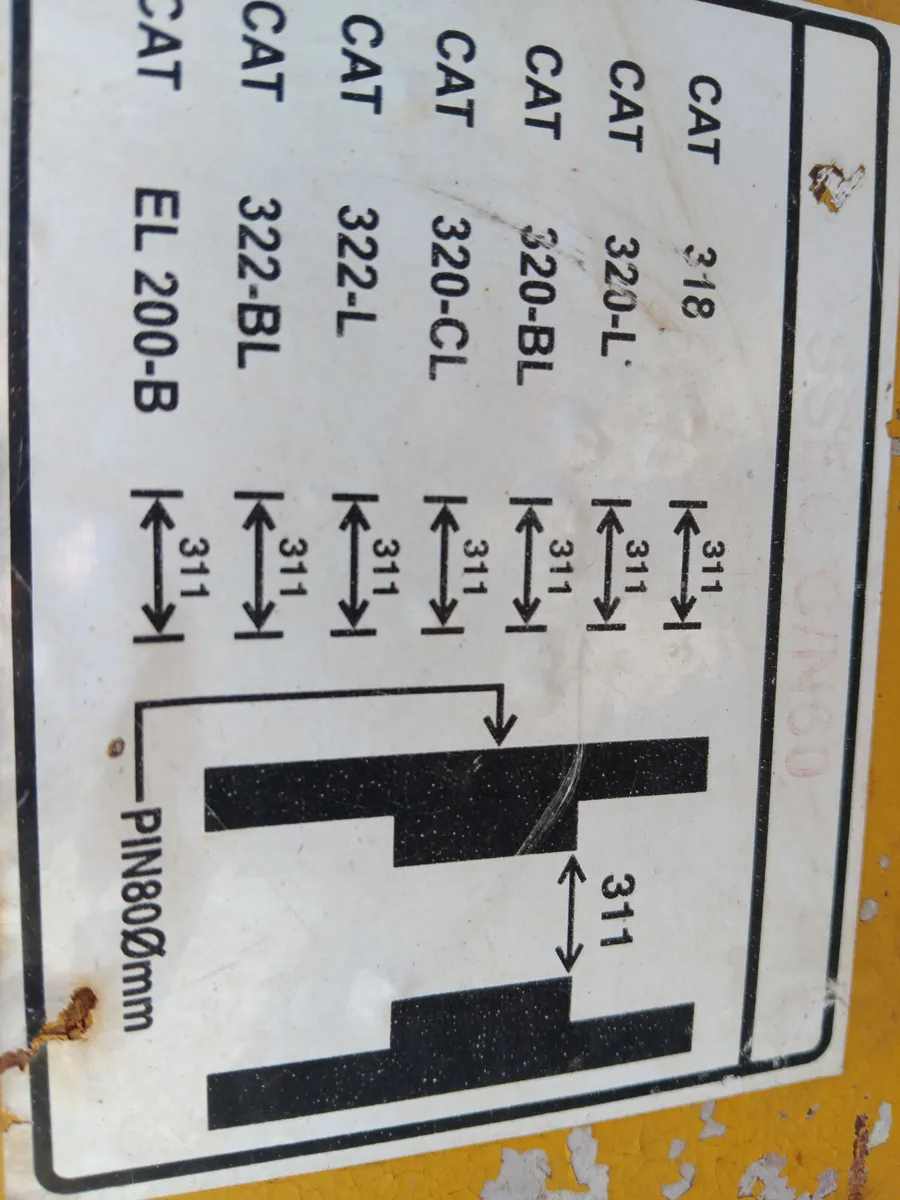 C/N60
CAT 318 311
CAT 320-L 311
CAT 320-BL 311
CAT 320-CL 311
CAT 322-L 311
CAT 322-BL 311
CAT EL 200-B 311
311
PIN80Ømm